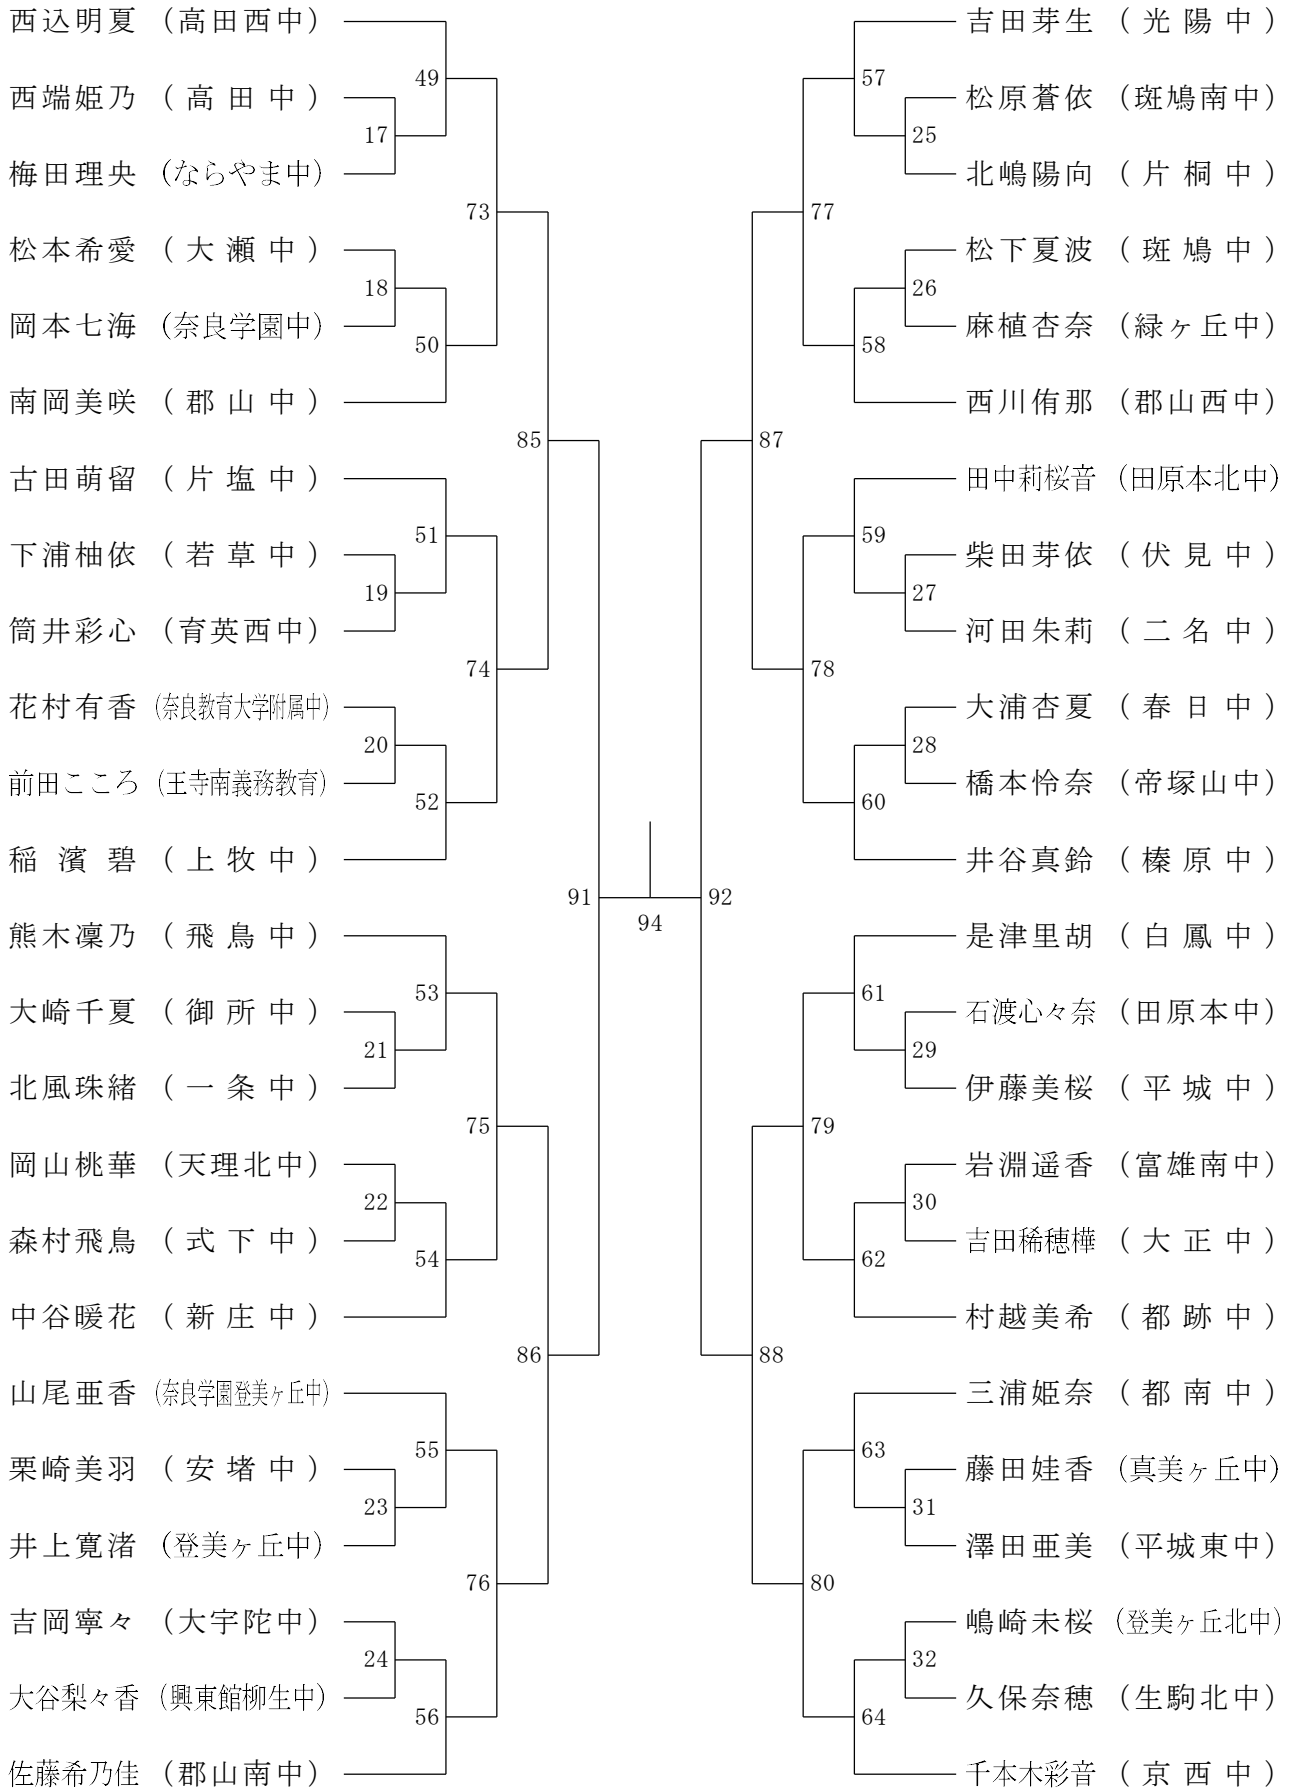 西込明夏 (高田西中)
西端姫乃 (高田中)
梅田理央 (ならやま中)
松本希愛 (大瀬中)
岡本七海 (奈良学園中)
南岡美咲 (郡山中)
古田萌留 (片塩中)
下浦柚依 (若草中)
筒井彩心 (育英西中)
花村有香 (奈良教育大学附属中)
前田こころ (王寺南義務教育)
稲濱碧 (上牧中)
熊木凜乃 (飛鳥中)
大崎千夏 (御所中)
北風珠緒 (一条中)
岡山桃華 (天理北中)
森村飛鳥 (式下中)
中谷暖花 (新庄中)
山尾亜香 (奈良学園登美ヶ丘中)
栗崎美羽 (安堵中)
井上寛渚 (登美ヶ丘中)
吉岡寧々 (大宇陀中)
大谷梨々香 (興東館柳生中)
佐藤希乃佳 (郡山南中)
49
17
73
18
50
85
51
19
74
20
52
91
53
21
75
22
54
86
55
23
76
24
56
94
92
57
25
77
26
58
87
59
27
78
28
60
61
29
79
30
62
88
63
31
80
32
64
吉田芽生 (光陽中)
松原蒼依 (斑鳩南中)
北嶋陽向 (片桐中)
松下夏波 (斑鳩中)
麻植杏奈 (緑ヶ丘中)
西川侑那 (郡山西中)
田中莉桜音 (田原本北中)
柴田芽依 (伏見中)
河田朱莉 (二名中)
大浦杏夏 (春日中)
橋本怜奈 (帝塚山中)
井谷真鈴 (榛原中)
是津里胡 (白鳳中)
石渡心々奈 (田原本中)
伊藤美桜 (平城中)
岩淵遥香 (富雄南中)
吉田稀穂樺 (大正中)
村越美希 (都跡中)
三浦姫奈 (都南中)
藤田娃香 (真美ヶ丘中)
澤田亜美 (平城東中)
嶋崎未桜 (登美ヶ丘北中)
久保奈穂 (生駒北中)
千本木彩音 (京西中)